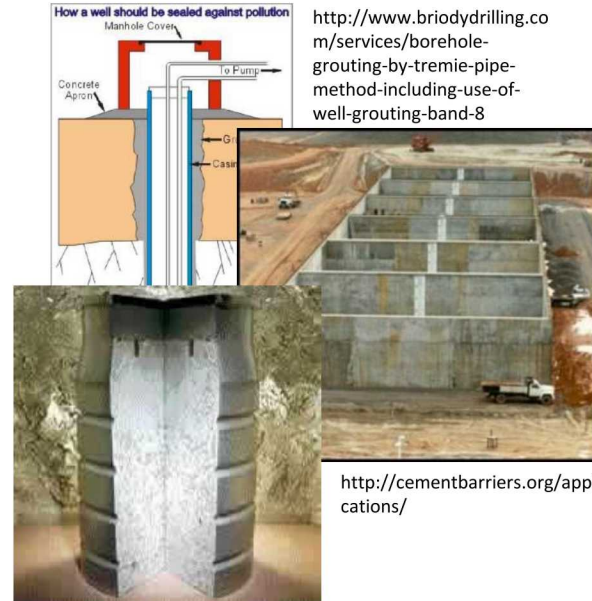 How a well should be sealed against pollution
Manhole Cover
To Pump
Concrete
Apron
Casin
http://www.briodydrilling.co
m/services/borehole-
grouting-by-tremie-pipe-
method-including-use-of-
well-grouting-band-8
http://cementbarriers.org/app
cations/